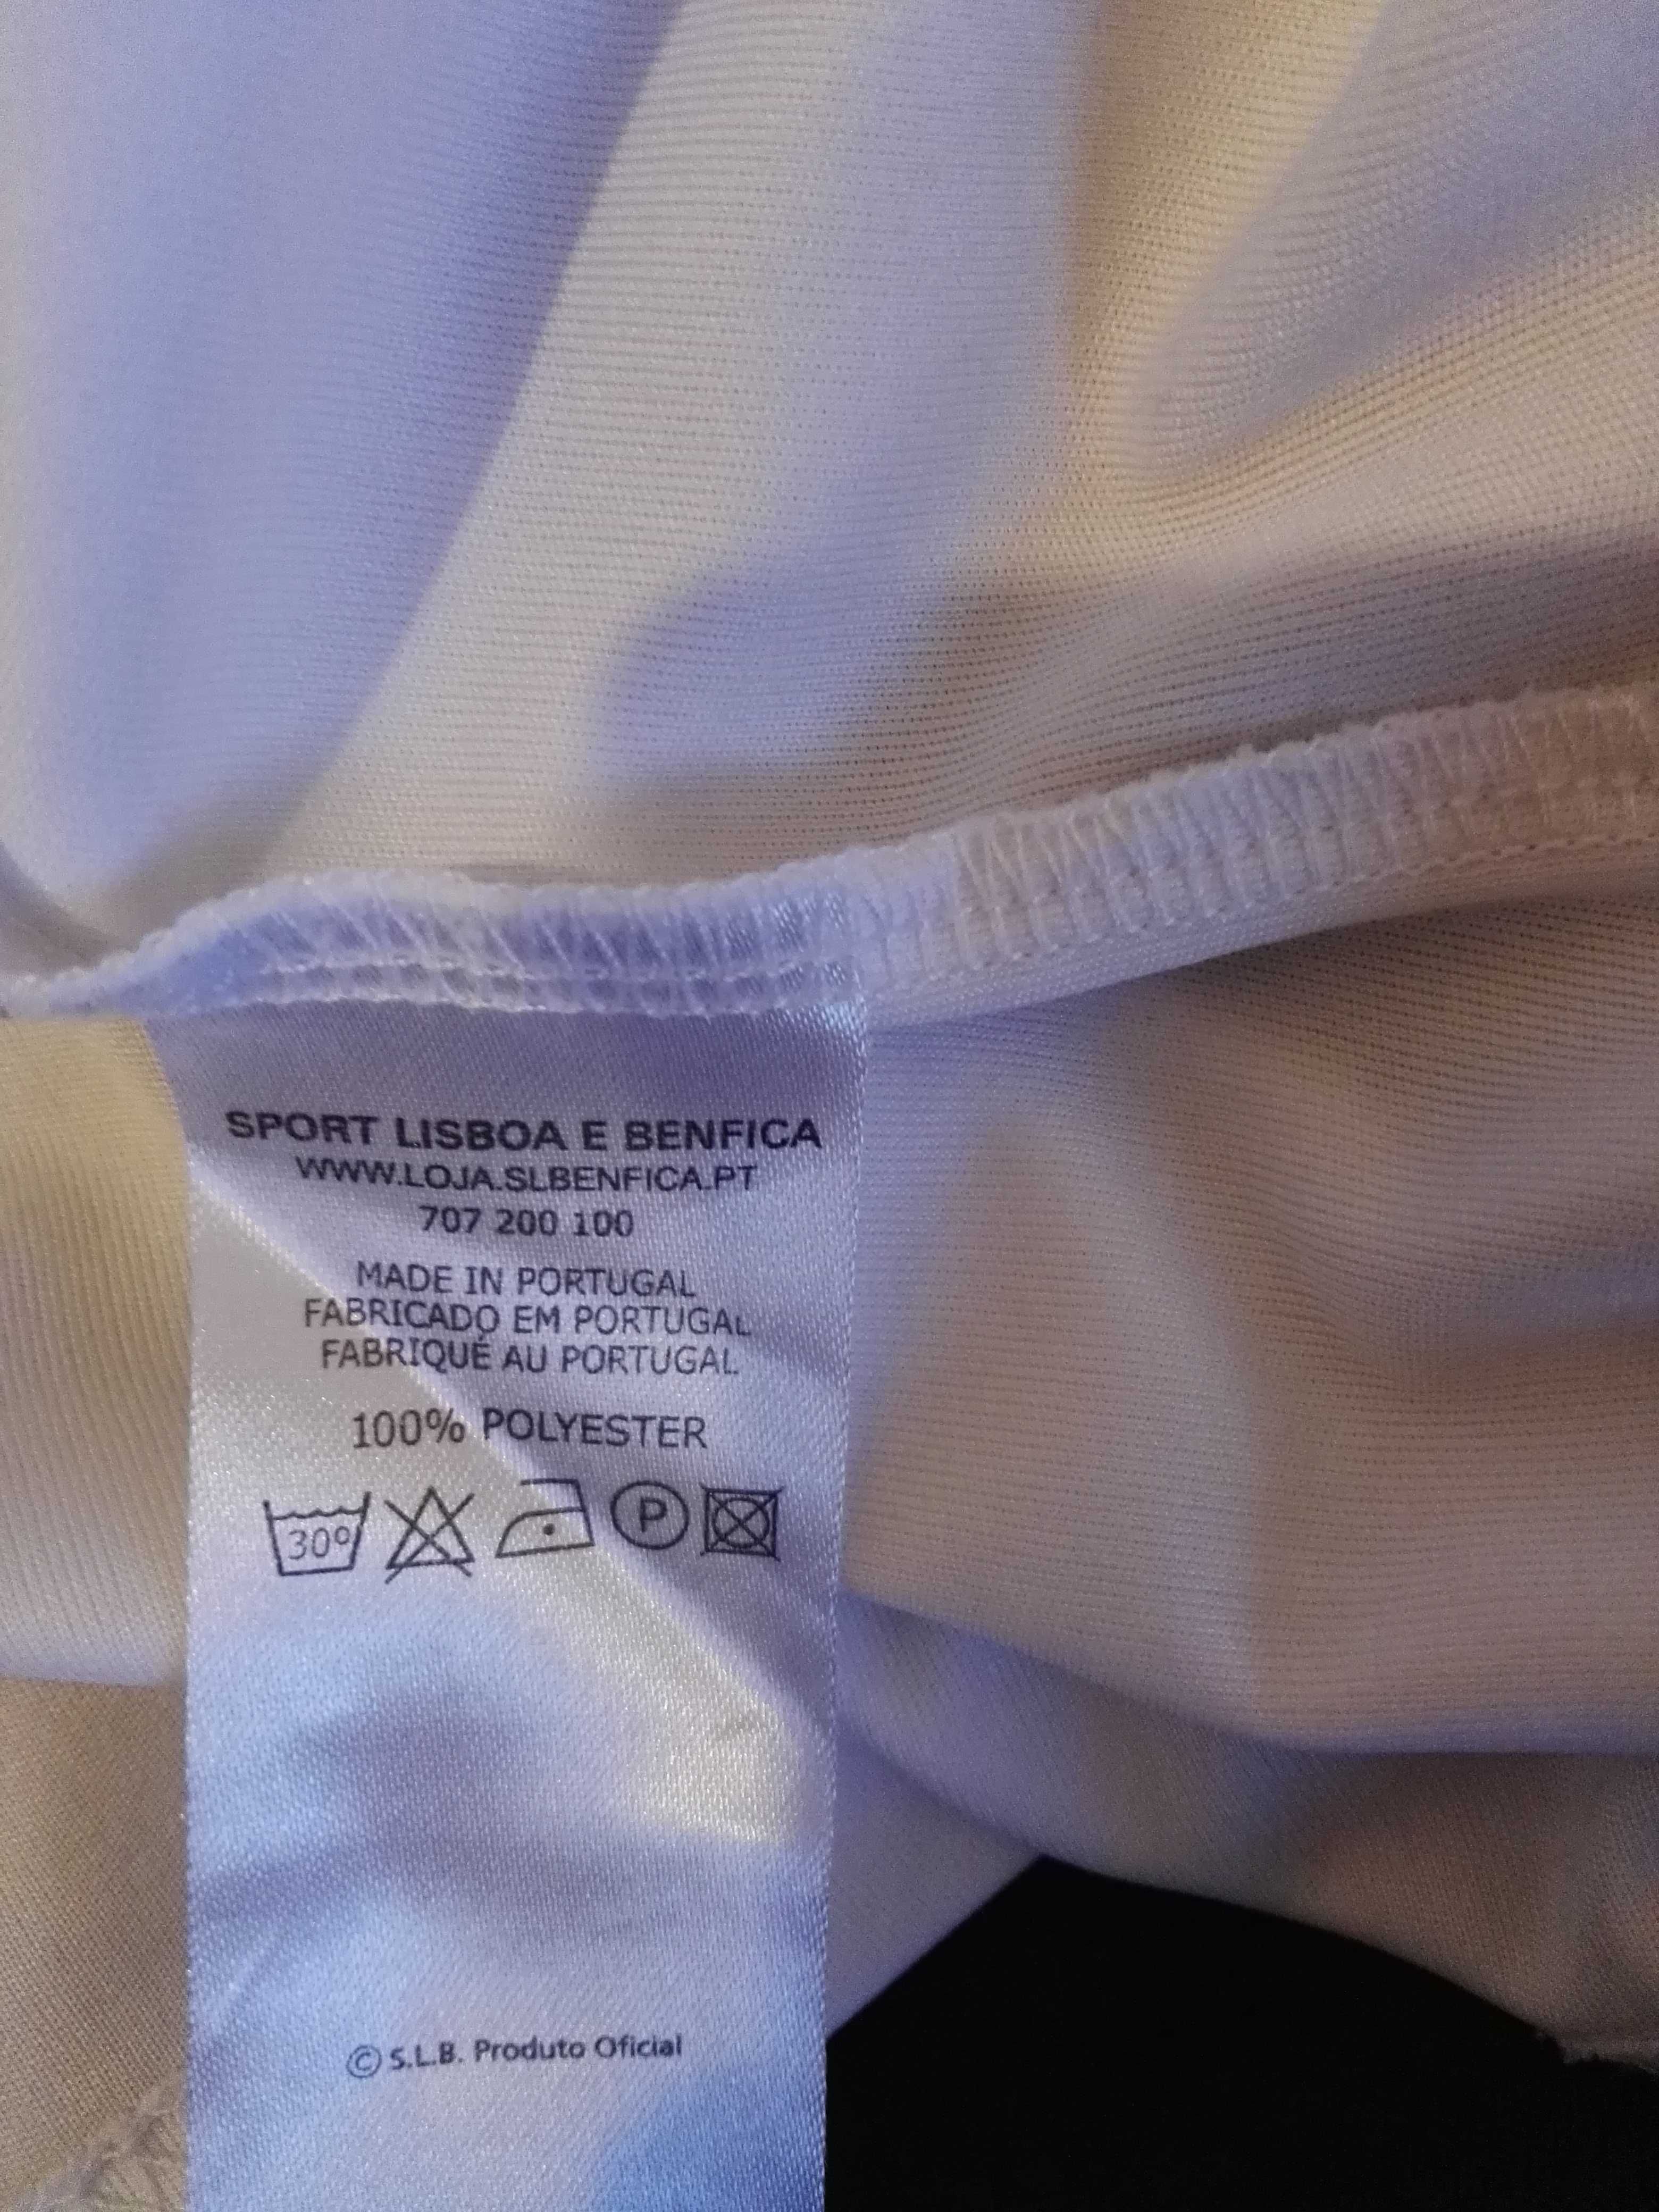 SPORT LISBOA E BENFICA
WWW.LOJA.SLBENFICA.PT
707 200 100
MADE IN PORTUGAL
FABRICADO EM PORTUGAL
FABRIQUÉ AU PORTUGAL
100% POLYESTER
30º P
© S.L.B. Produto Oficial